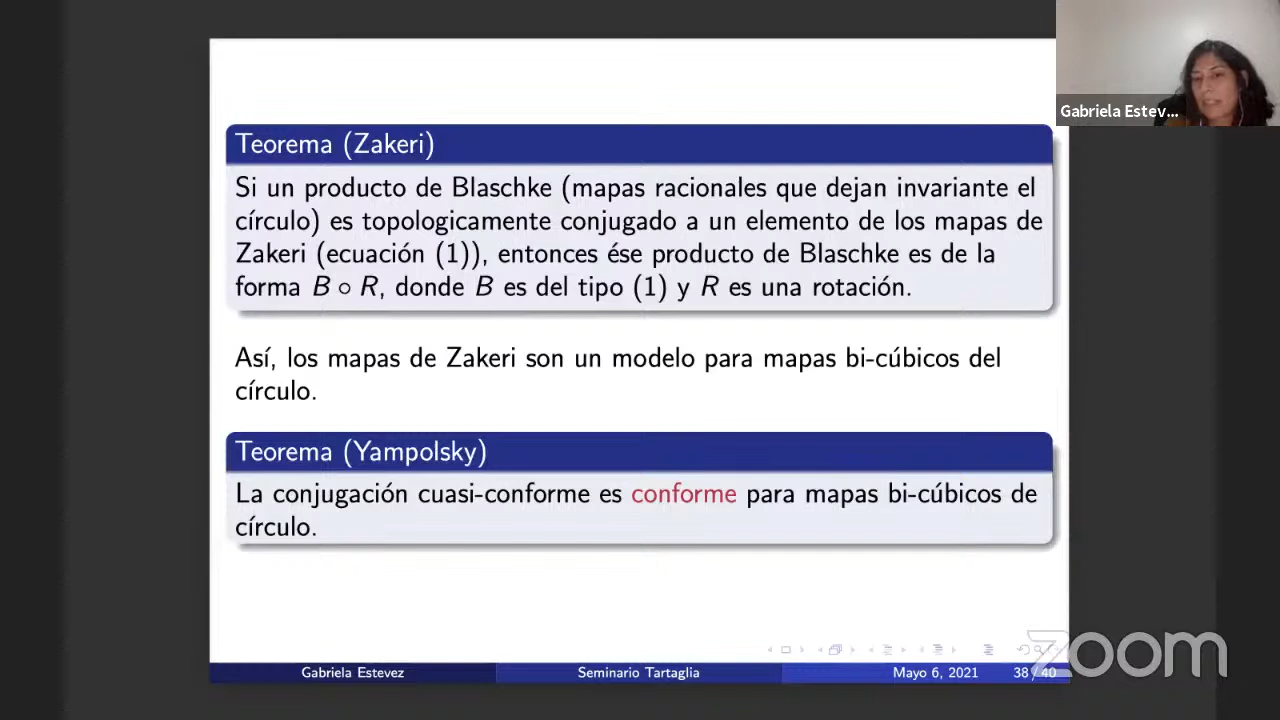 Gabriela Estev...
Teorema (Zakeri)
Si un producto de Blaschke (mapas racionales que dejan invariante el
círculo) es topologicamente conjugado a un elemento de los mapas de
Zakeri (ecuación (1)), entonces ése producto de Blaschke es de la
forma B ∘ R, donde B es del tipo (1) y R es una rotación.
Así, los mapas de Zakeri son un modelo para mapas bi-cúbicos del
círculo.
Teorema (Yampolsky)
La conjugación cuasi-conforme es conforme para mapas bi-cúbicos de
círculo.
Gabriela Estevez Seminario Tartaglia Mayo 6, 2021 38 / 40
zoom